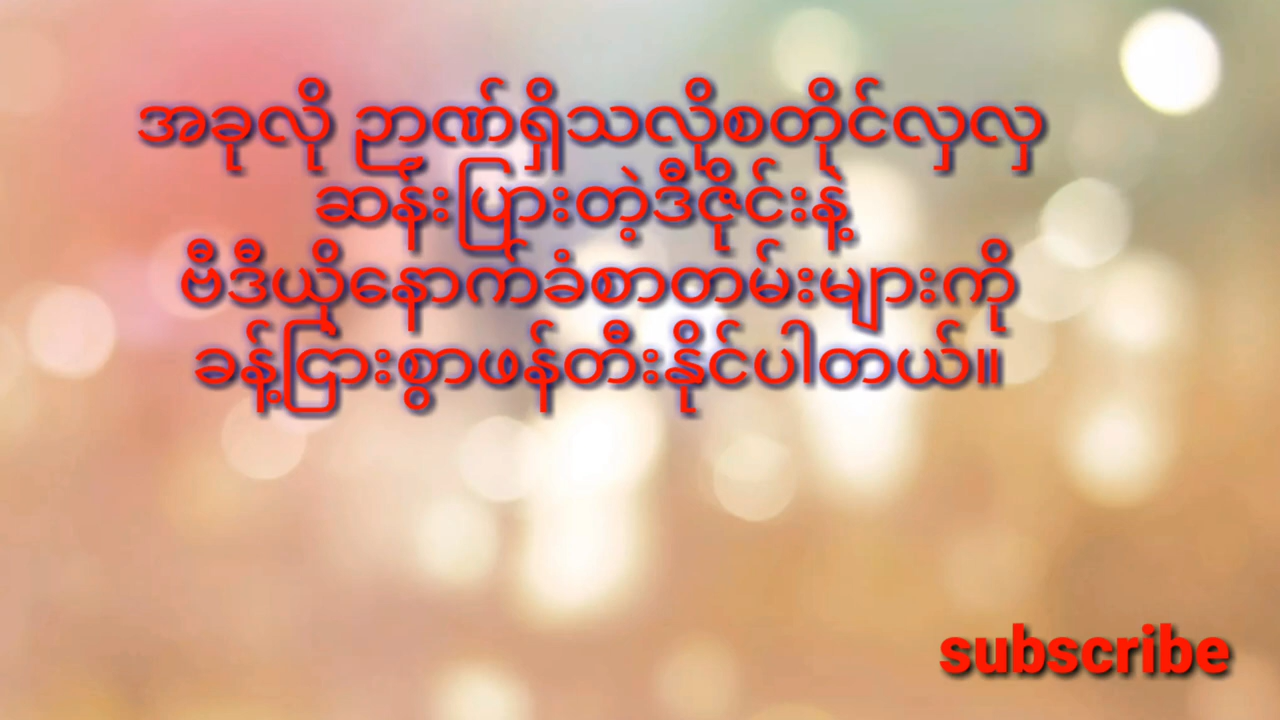 အခုလို ဉာဏ်ရှိသလိုစတိုင်လှလှ
ဆန်းပြားတဲ့ဒီဇိုင်းနဲ့
ဗီဒီယိုနောက်ခံစာတမ်းများကို
ခန့်ငြားစွာဖန်တီးနိုင်ပါတယ်။
subscribe